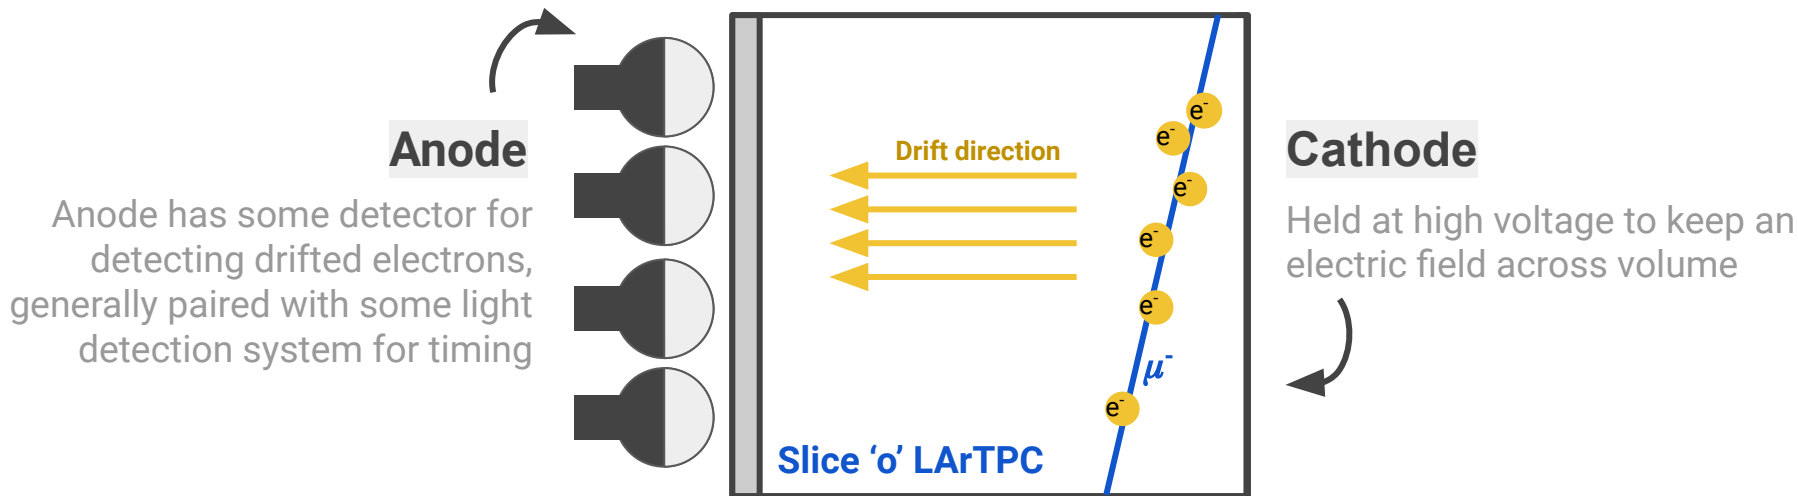 Anode
Anode has some detector for
detecting drifted electrons,
generally paired with some light
detection system for timing
Drift direction
e-
e-
e-
e-
e-
μ-
e-
Slice ‘o’ LArTPC
Cathode
Held at high voltage to keep an
electric field across volume